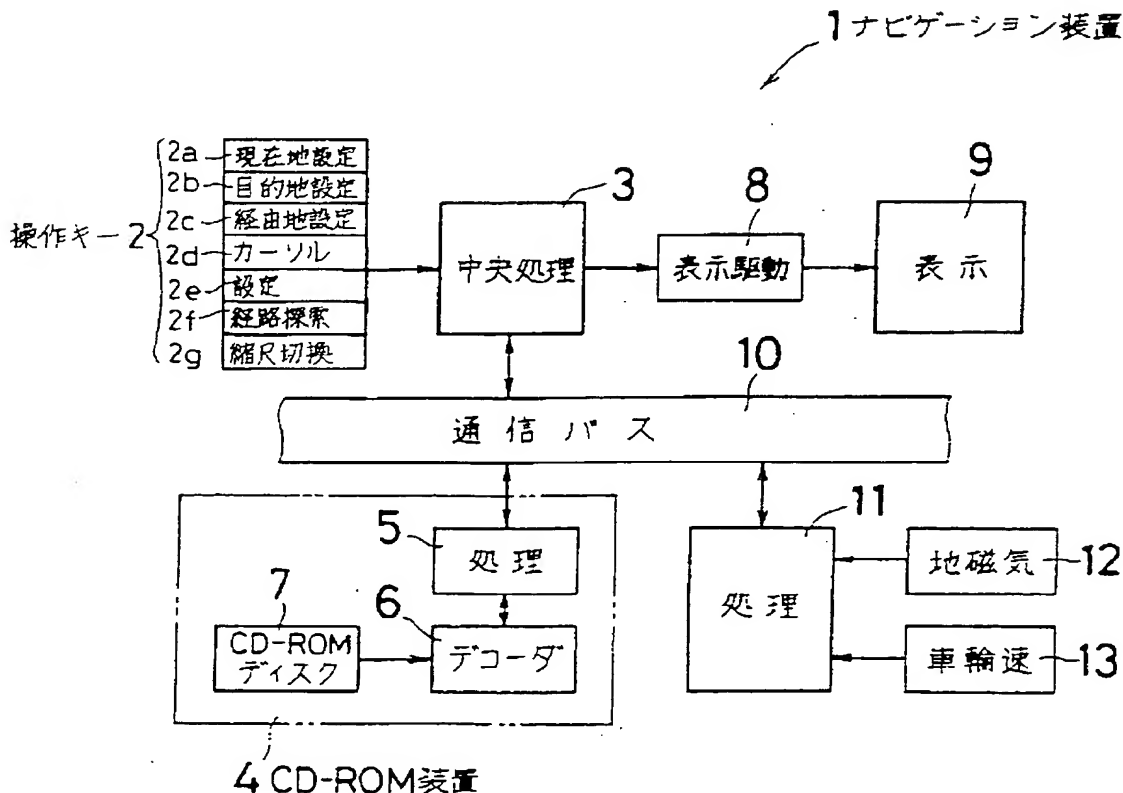 1 ナビゲーション装置
操作キー 2
2a 現在地設定
2b 目的地設定
2c 経由地設定
2d カーソル
2e 設定
2f 経路探索
2g 縮尺切換
3
中央処理
8
表示駆動
9
表示
10
通信バス
5
処理
7
CD-ROM
ディスク
6
デコーダ
4 CD-ROM装置
11
処理
地磁気 12
車輪速 13